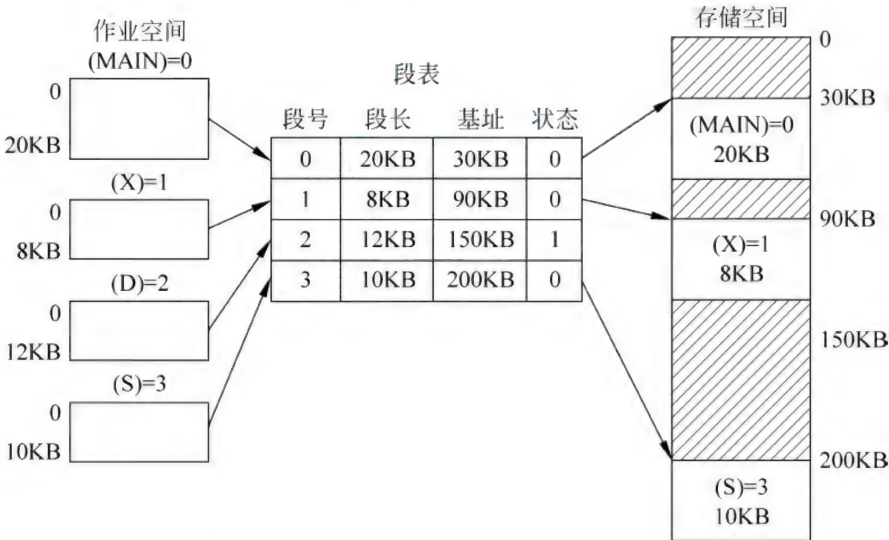 作业空间
(MAIN)=0
0
20KB
(X)=1
0
8KB
(D)=2
0
12KB
(S)=3
0
10KB
段表
段号 段长 基址 状态
0 20KB 30KB 0
1 8KB 90KB 0
2 12KB 150KB 1
3 10KB 200KB 0
存储空间
0
30KB
(MAIN)=0
20KB
90KB
(X)=1
8KB
150KB
200KB
(S)=3
10KB